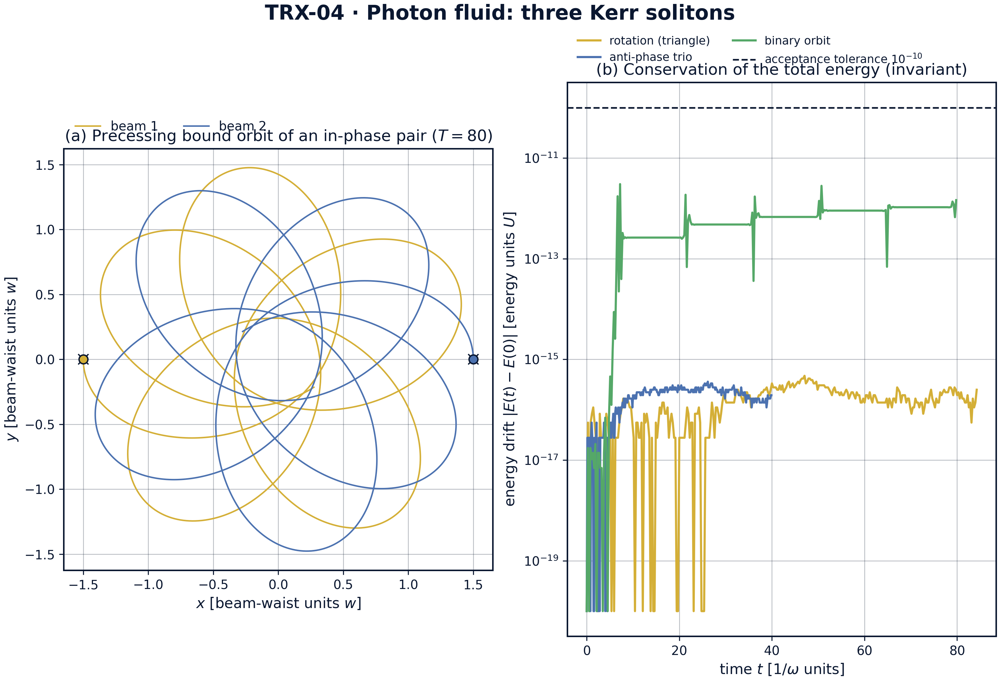 TRX-04 · Photon fluid: three Kerr solitons
beam 1
beam 2
(a) Precessing bound orbit of an in-phase pair (T = 80)
1.5
1.0
0.5
0.0
−0.5
−1.0
−1.5
y [beam-waist units w]
−1.5
−1.0
−0.5
0.0
0.5
1.0
1.5
x [beam-waist units w]
rotation (triangle)
anti-phase trio
binary orbit
acceptance tolerance 10⁻¹⁰
(b) Conservation of the total energy (invariant)
10⁻¹¹
10⁻¹³
10⁻¹⁵
10⁻¹⁷
10⁻¹⁹
energy drift |E(t) − E(0)| [energy units U]
0
20
40
60
80
time t [1/ω units]